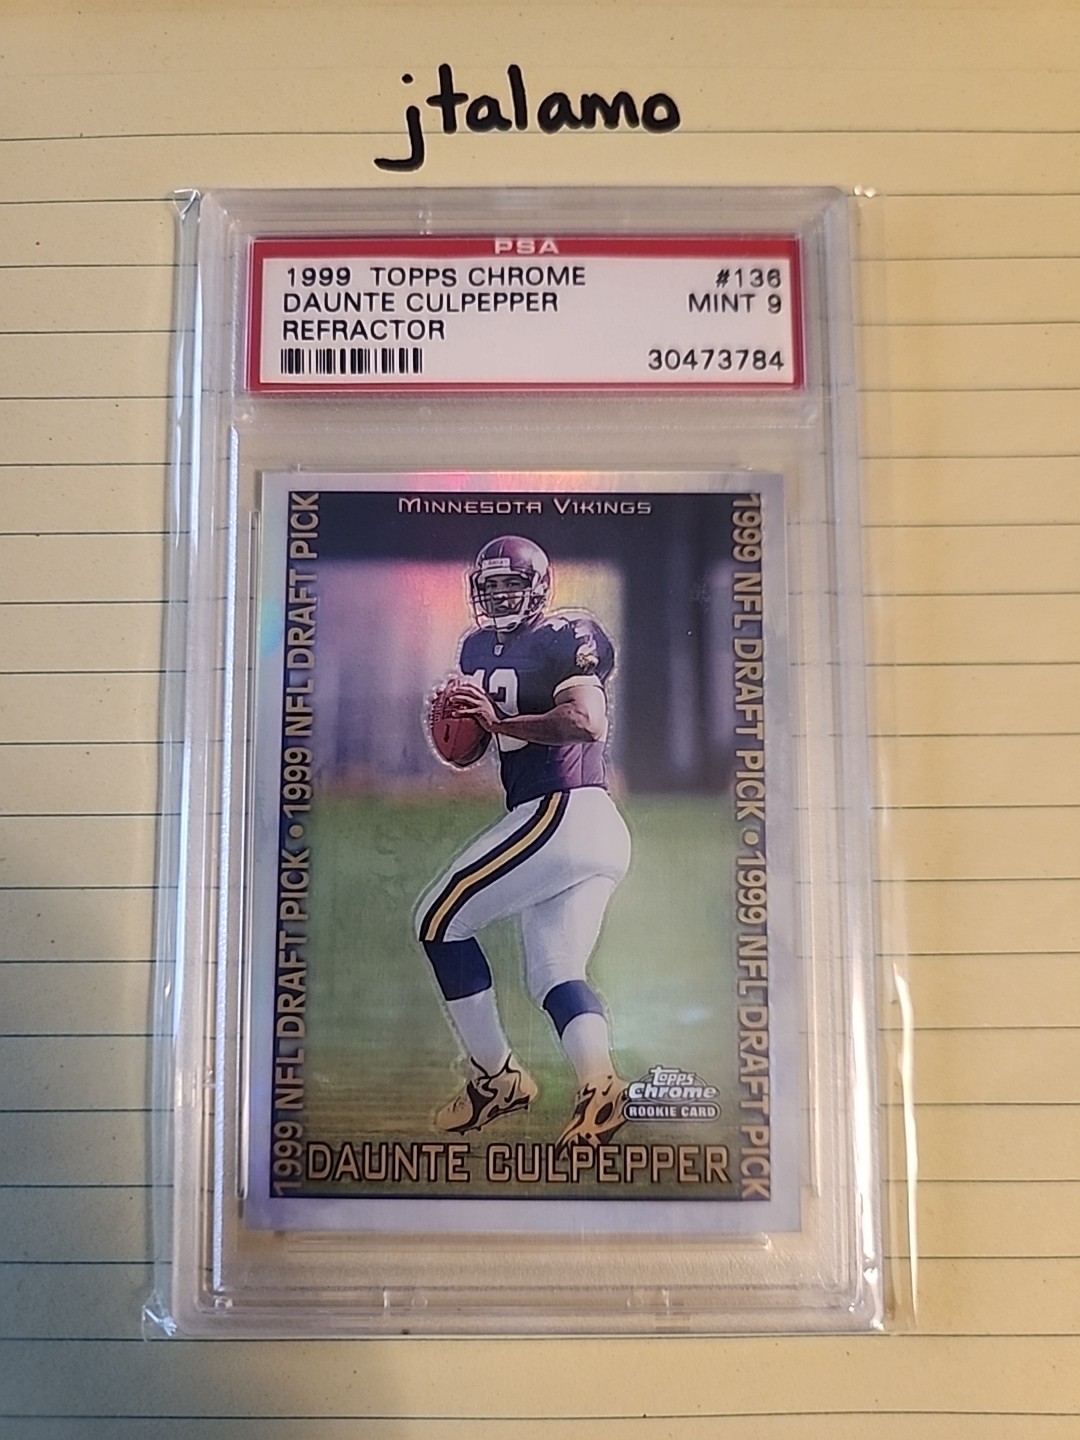 jtalamo
PSA
1999 TOPPS CHROME #136
DAUNTE CULPEPPER MINT 9
REFRACTOR
30473784
MINNESOTA VIKINGS
1999 NFL DRAFT PICK • 1999 NFL DRAFT PICK
1999 NFL DRAFT PICK • 1999 NFL DRAFT PICK
12
Topps
Chrome
ROOKIE CARD
DAUNTE CULPEPPER